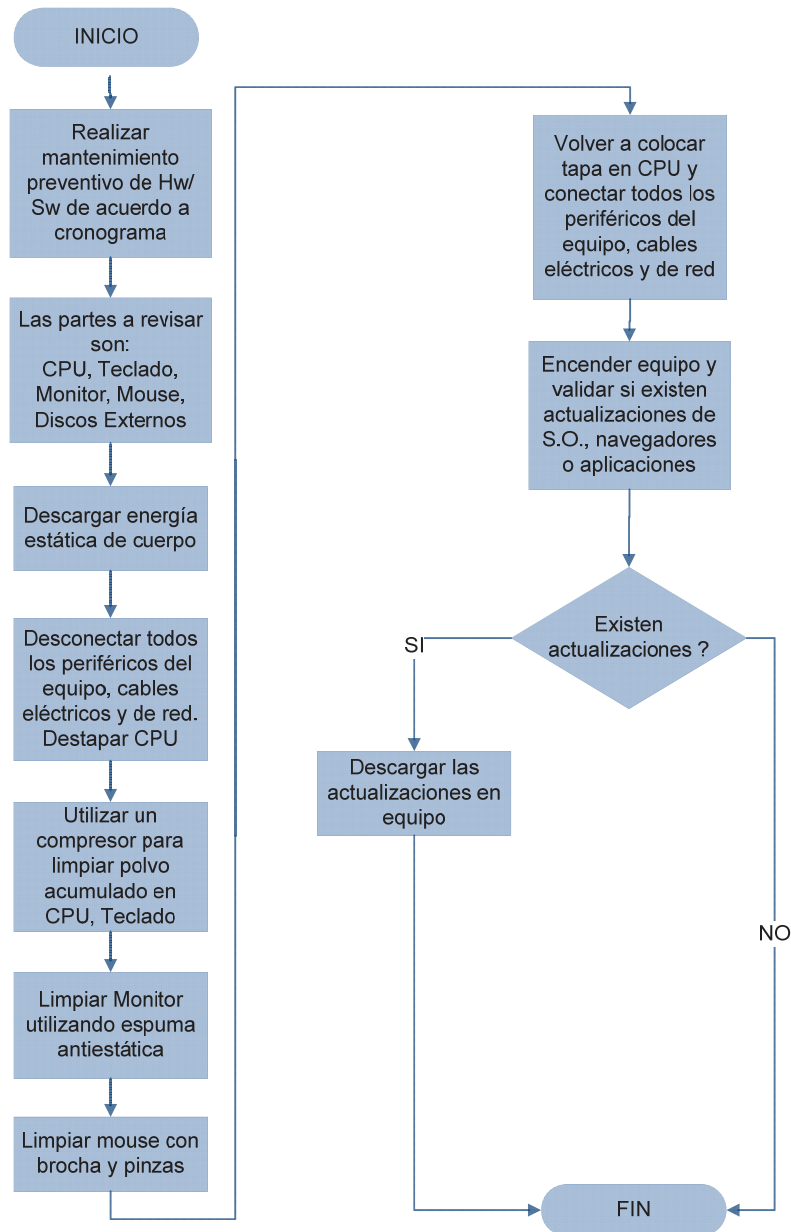 INICIO
Realizar
mantenimiento
preventivo de Hw/
Sw de acuerdo a
cronograma
Las partes a revisar
son:
CPU, Teclado,
Monitor, Mouse,
Discos Externos
Descargar energía
estática de cuerpo
Desconectar todos
los periféricos del
equipo, cables
eléctricos y de red.
Destapar CPU
Utilizar un
compresor para
limpiar polvo
acumulado en
CPU, Teclado
Limpiar Monitor
utilizando espuma
antiestática
Limpiar mouse con
brocha y pinzas
Volver a colocar
tapa en CPU y
conectar todos los
periféricos del
equipo, cables
eléctricos y de red
Encender equipo y
validar si existen
actualizaciones de
S.O., navegadores
o aplicaciones
Existen
actualizaciones ?
SI
Descargar las
actualizaciones en
equipo
NO
FIN